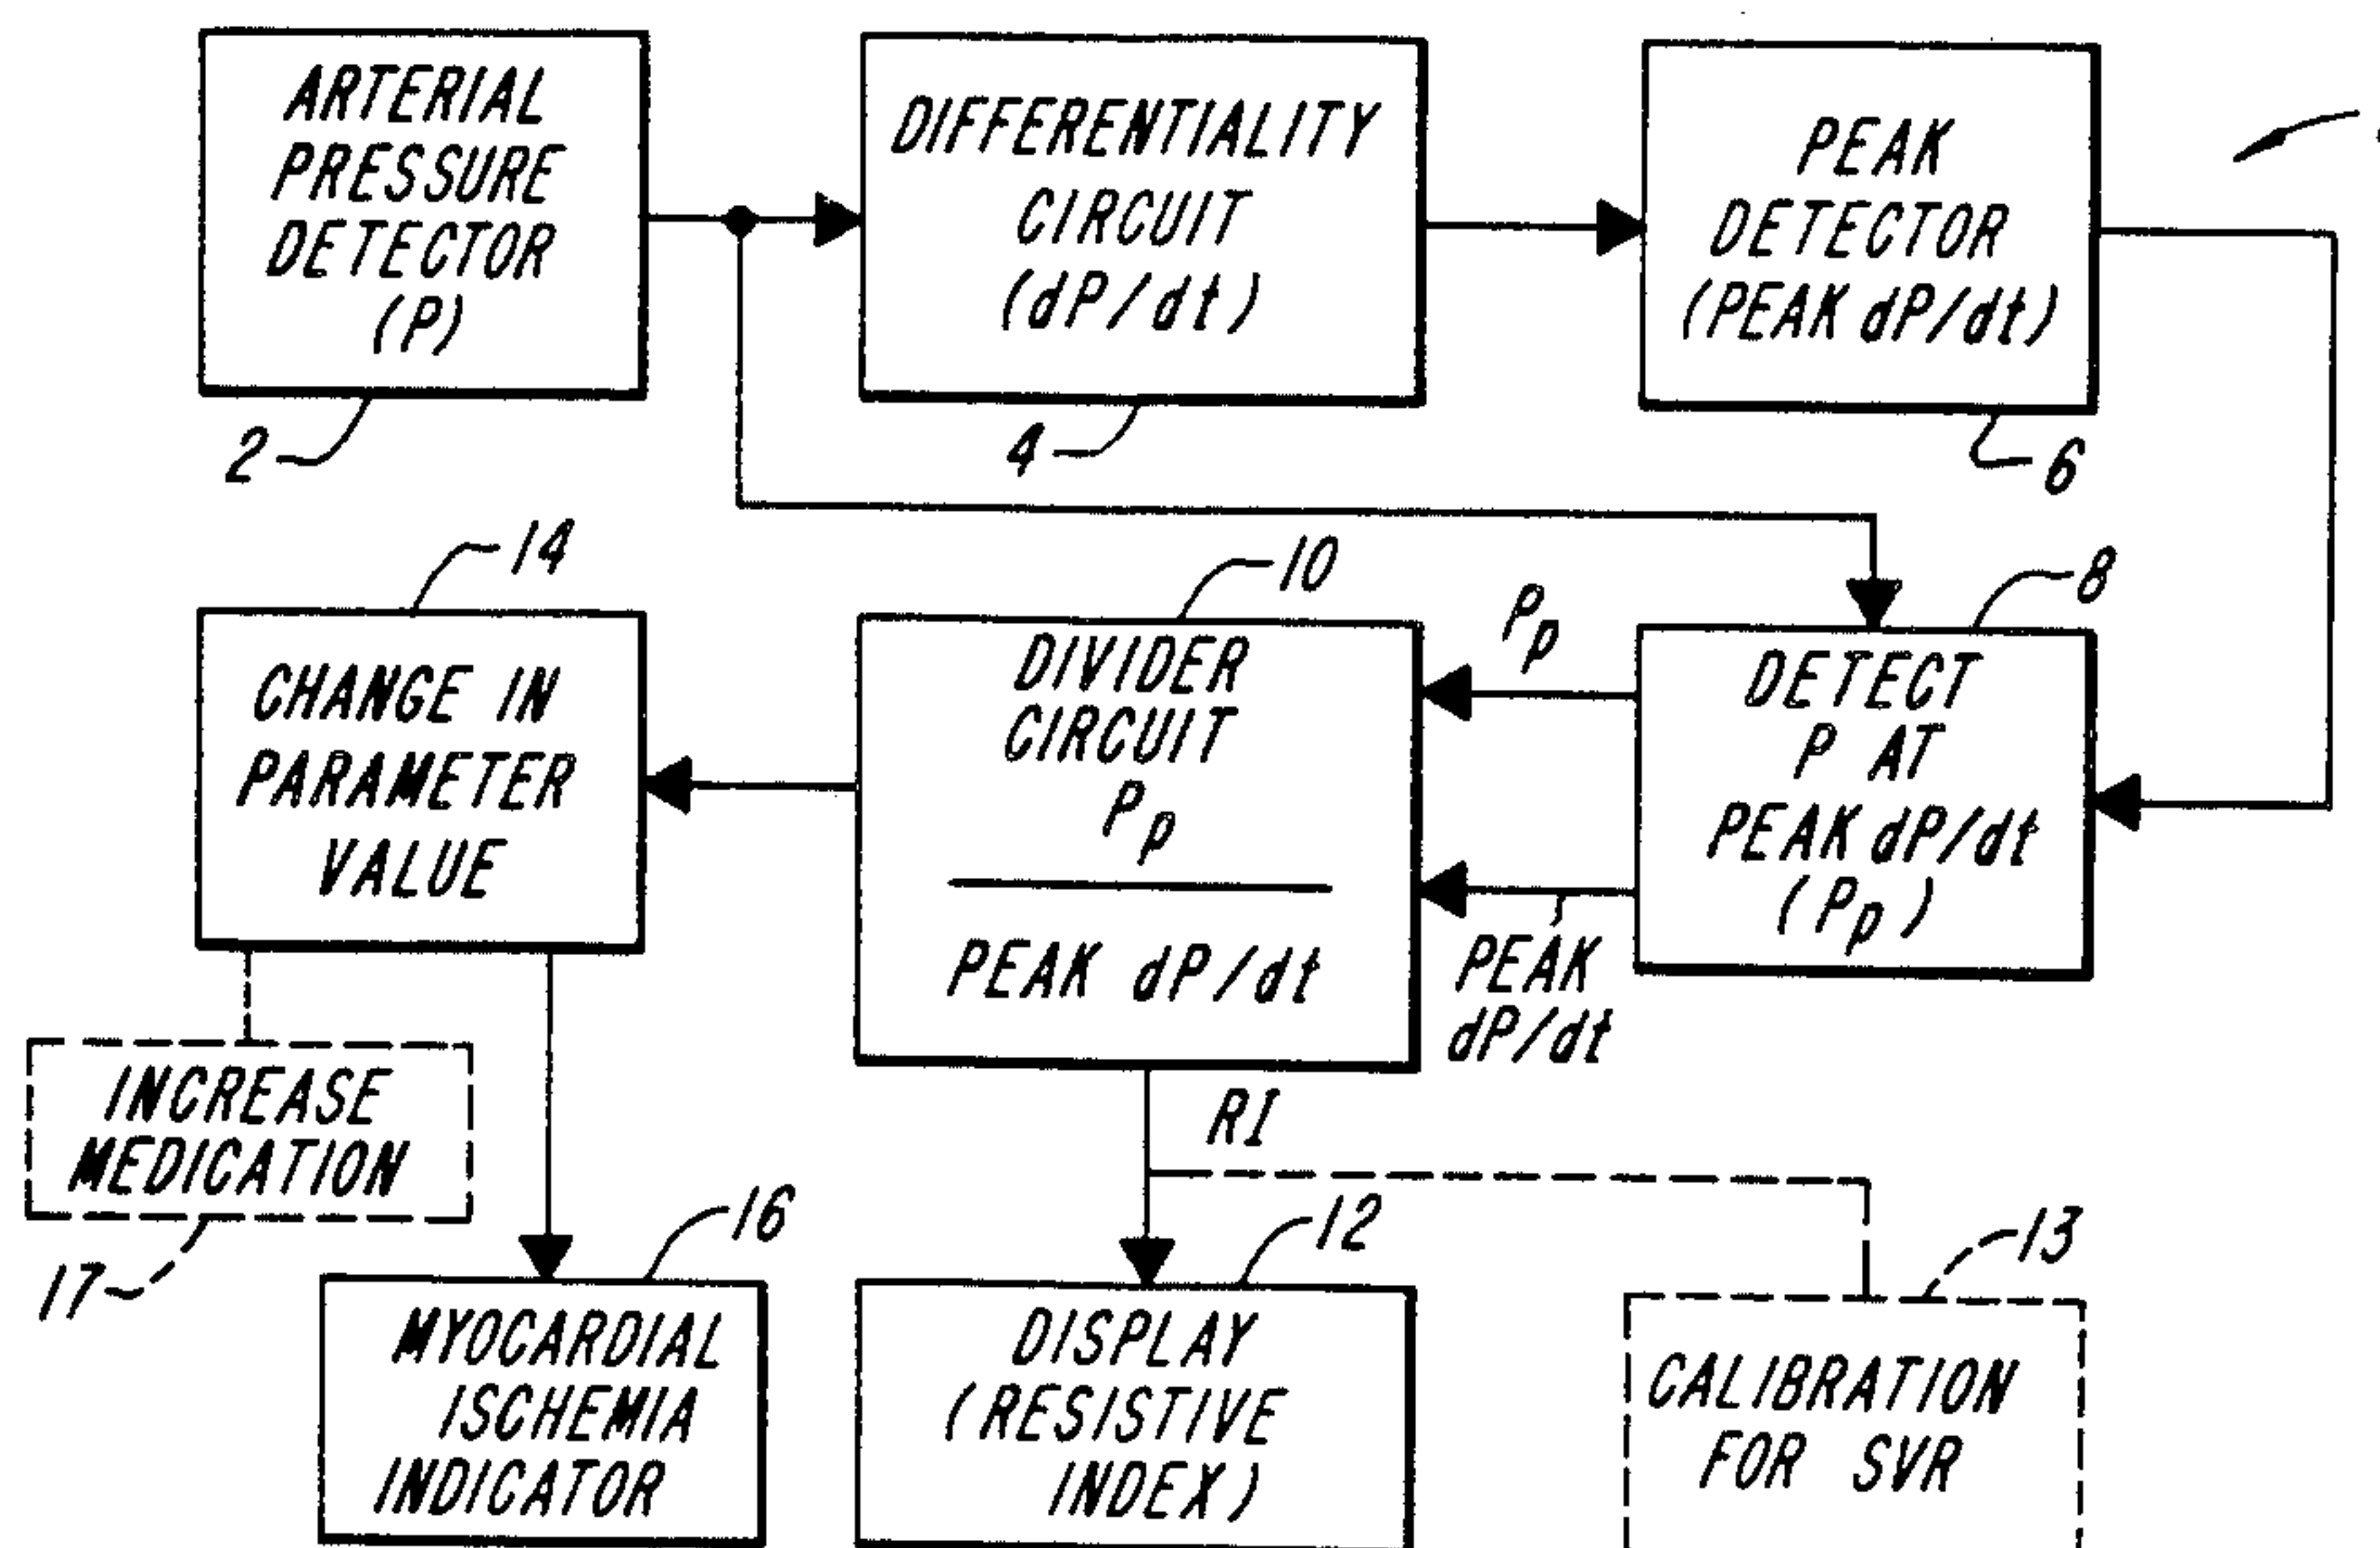 ARTERIAL
PRESSURE
DETECTOR
(P)
2
DIFFERENTIALITY
CIRCUIT
(dP/dt)
4
PEAK
DETECTOR
(PEAK dP/dt)
6
14
CHANGE IN
PARAMETER
VALUE
10
DIVIDER
CIRCUIT
Pp
PEAK dP/dt
Pp
PEAK
dP/dt
8
DETECT
P AT
PEAK dP/dt
(Pp)
INCREASE
MEDICATION
17
RI
16
MYOCARDIAL
ISCHEMIA
INDICATOR
12
DISPLAY
(RESISTIVE
INDEX)
13
CALIBRATION
FOR SVR